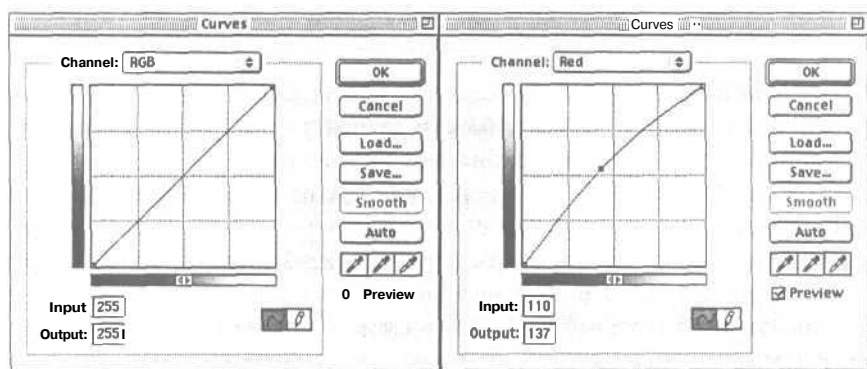 Curves
Channel: RGB
OK
Cancel
Load...
Save...
Smooth
Auto
0 Preview
Input 255
Output: 255
Curves
Channel: Red
OK
Cancel
Load...
Save...
Smooth
Auto
Preview
Input: 110
Output: 137